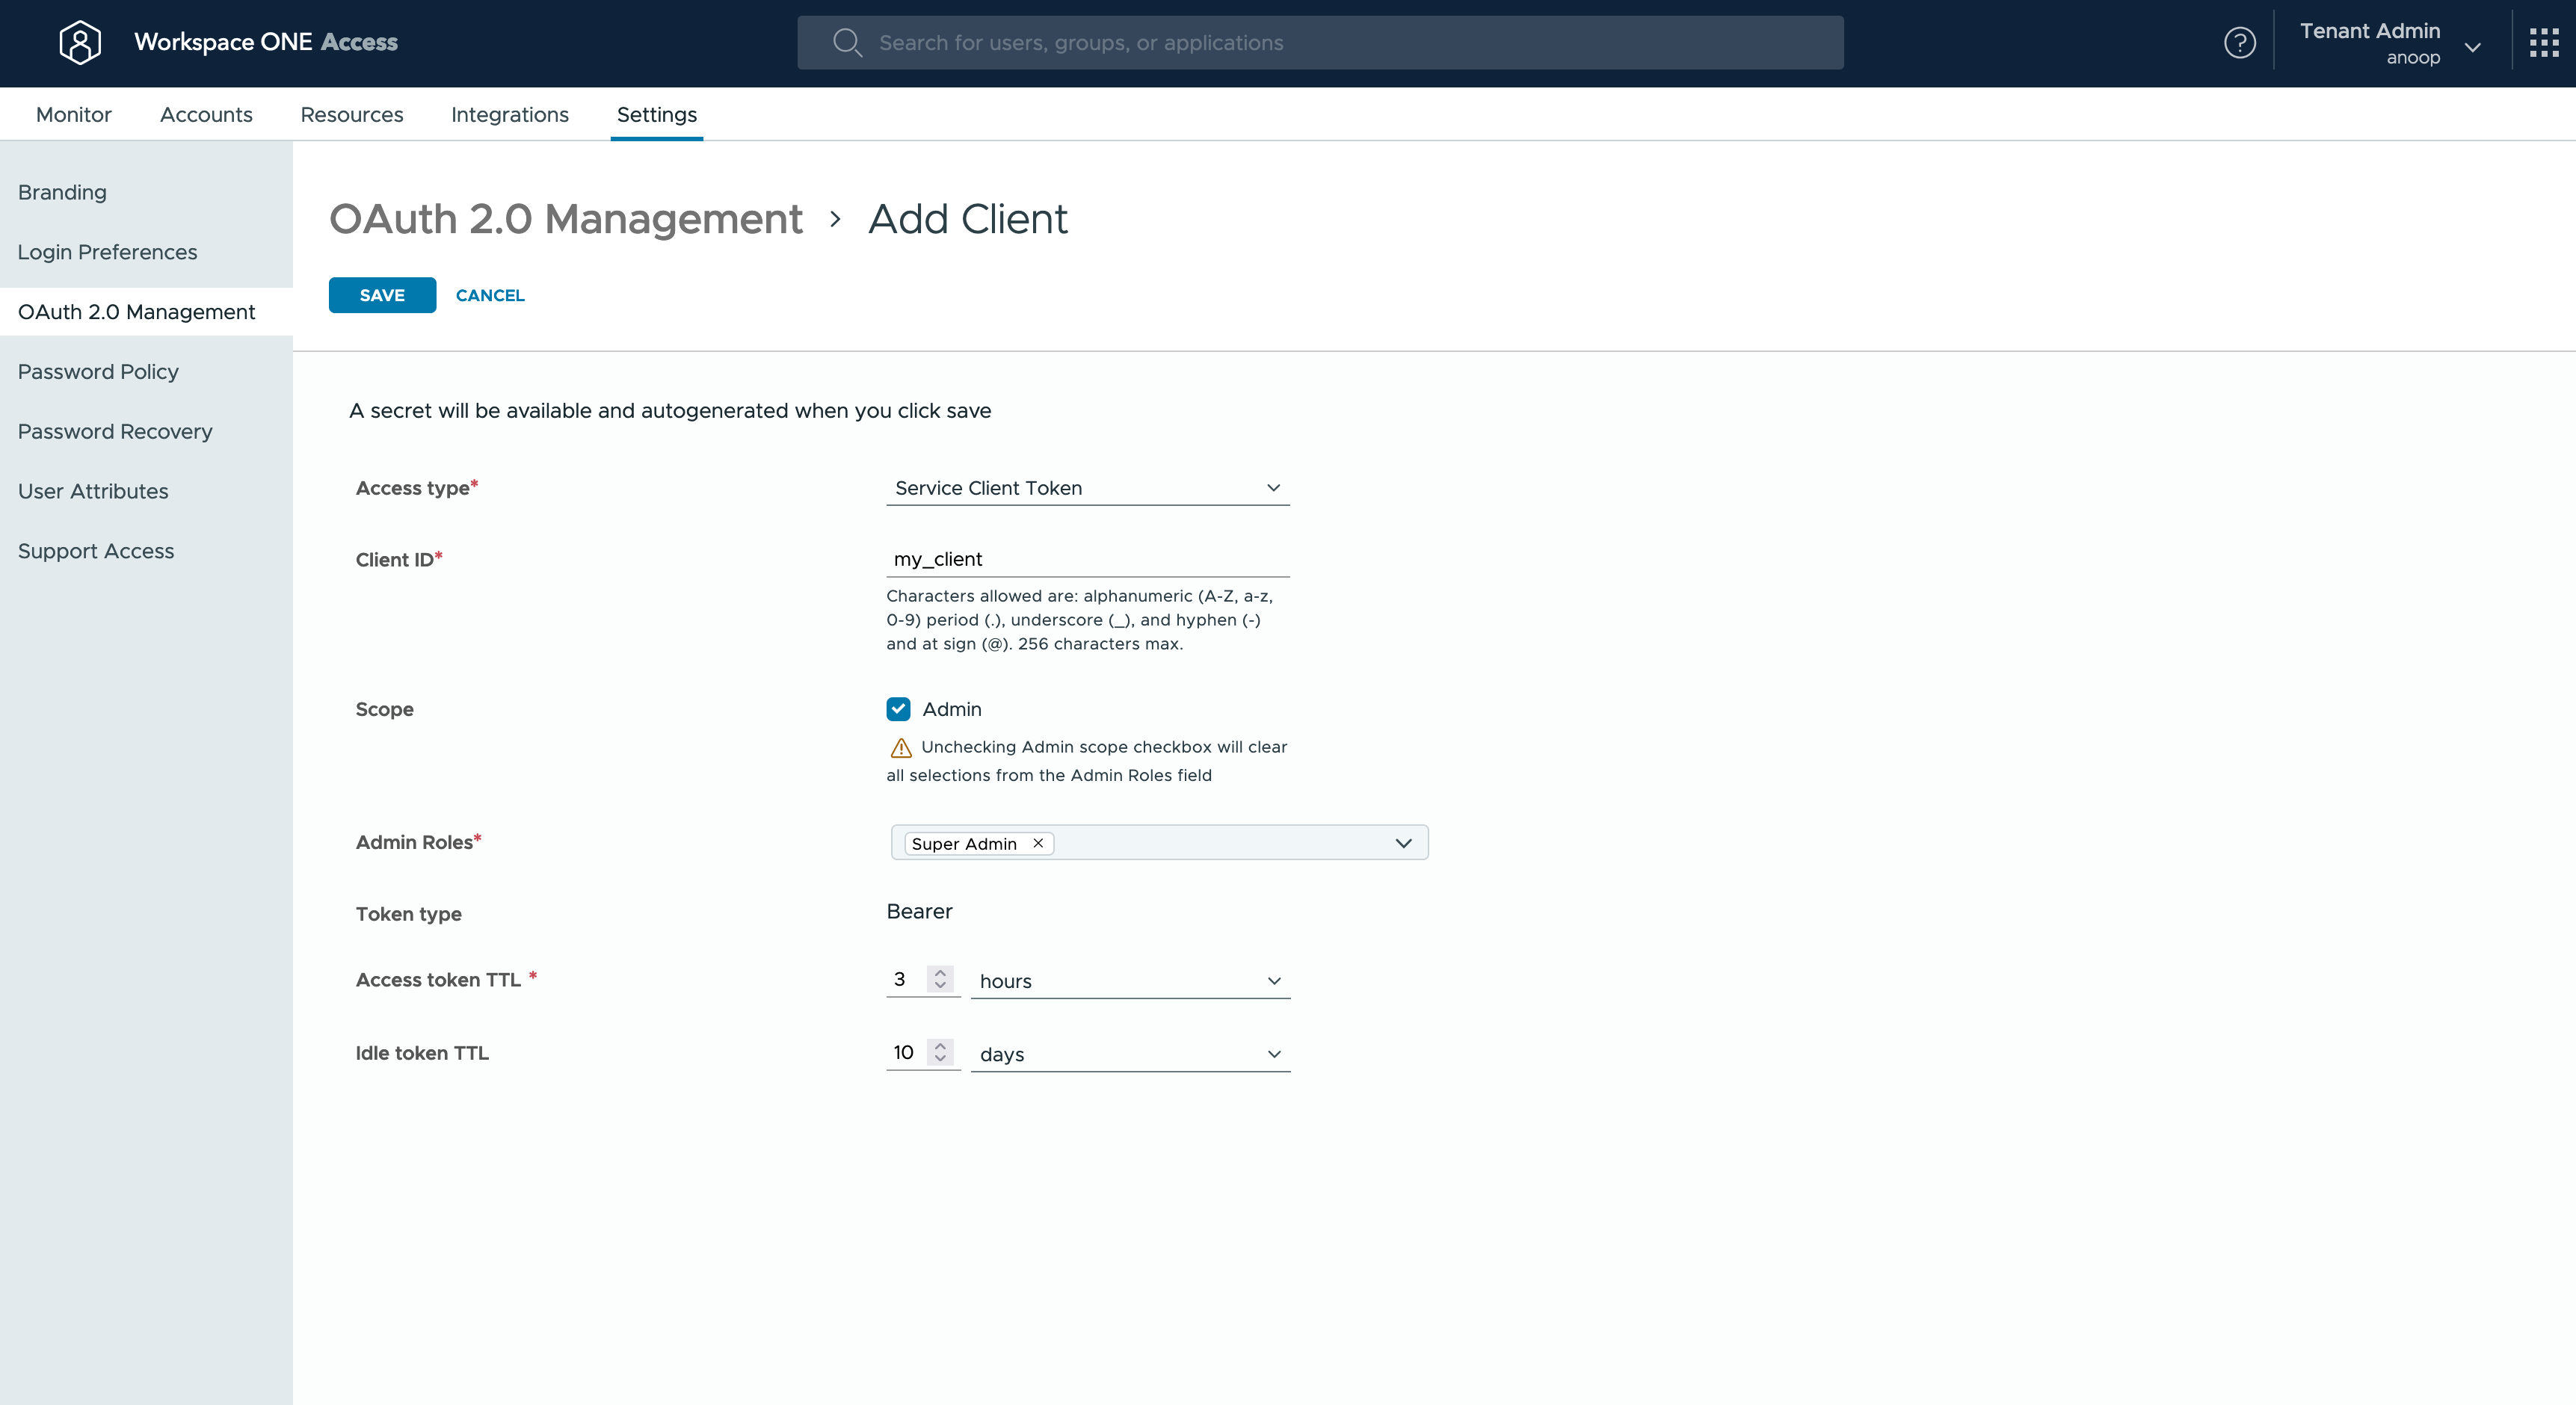 Workspace ONE Access
Search for users, groups, or applications
Tenant Admin
anoop
Monitor
Accounts
Resources
Integrations
Settings
Branding
Login Preferences
OAuth 2.0 Management
Password Policy
Password Recovery
User Attributes
Support Access
OAuth 2.0 Management > Add Client
SAVE
CANCEL
A secret will be available and autogenerated when you click save
Access type*
Service Client Token
Client ID*
my_client
Characters allowed are: alphanumeric (A-Z, a-z,
0-9) period (.), underscore (_), and hyphen (-)
and at sign (@). 256 characters max.
Scope
Admin
Unchecking Admin scope checkbox will clear
all selections from the Admin Roles field
Admin Roles*
Super Admin ×
Token type
Bearer
Access token TTL *
3
hours
Idle token TTL
10
days